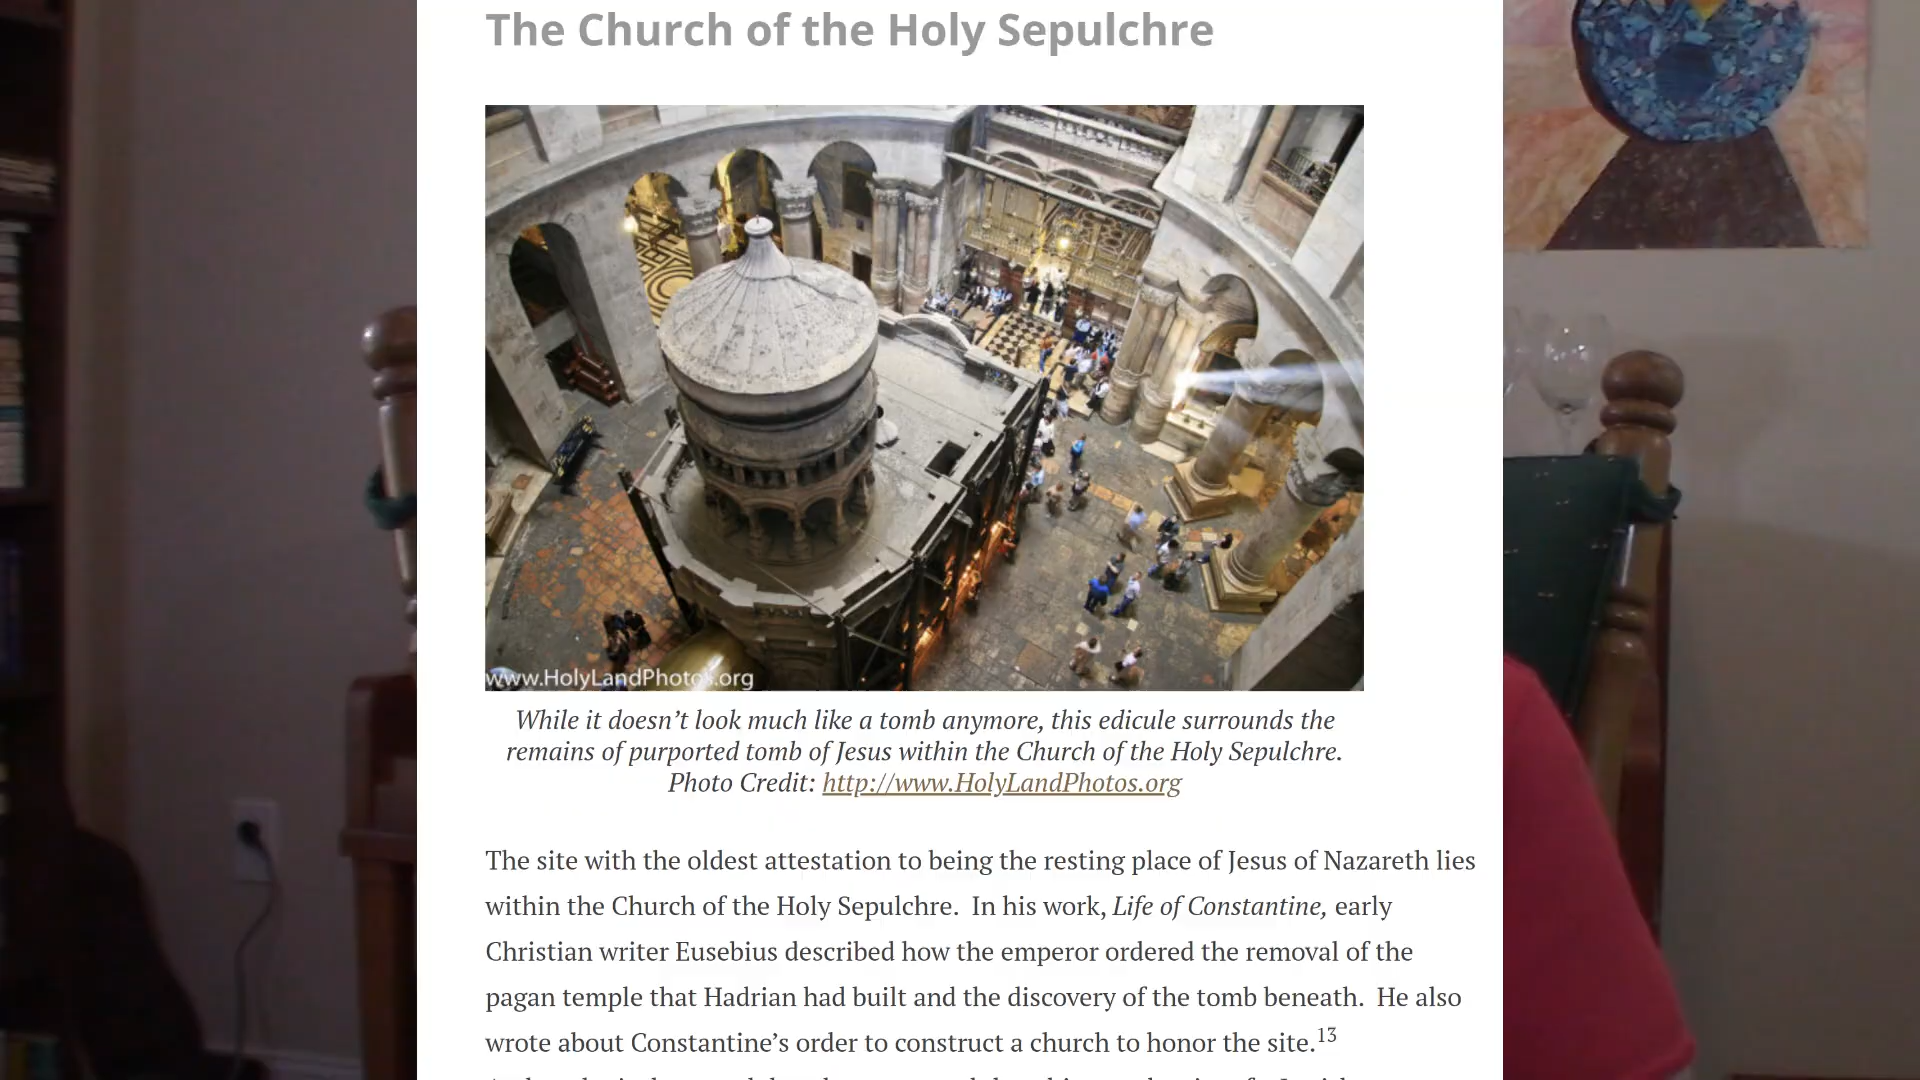 The Church of the Holy Sepulchre
www.HolyLandPhotos.org
While it doesn’t look much like a tomb anymore, this edicule surrounds the
remains of purported tomb of Jesus within the Church of the Holy Sepulchre.
Photo Credit: http://www.HolyLandPhotos.org
The site with the oldest attestation to being the resting place of Jesus of Nazareth lies
within the Church of the Holy Sepulchre.  In his work, Life of Constantine, early
Christian writer Eusebius described how the emperor ordered the removal of the
pagan temple that Hadrian had built and the discovery of the tomb beneath.  He also
wrote about Constantine’s order to construct a church to honor the site.13